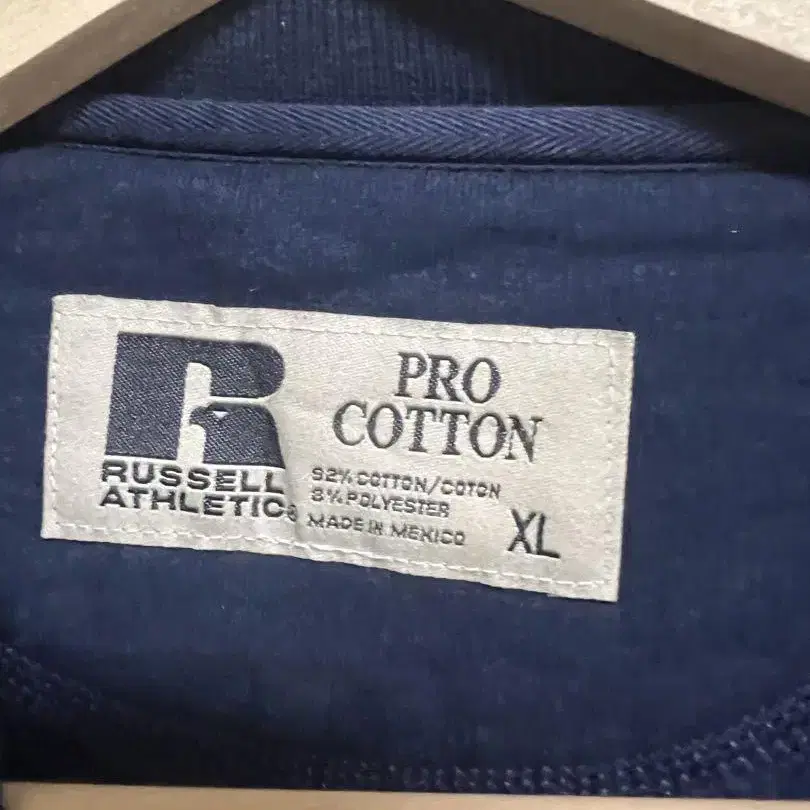 RUSSELL
ATHLETIC®
PRO
COTTON
92% COTTON/COTON
8% POLYESTER
MADE IN MEXICO
XL